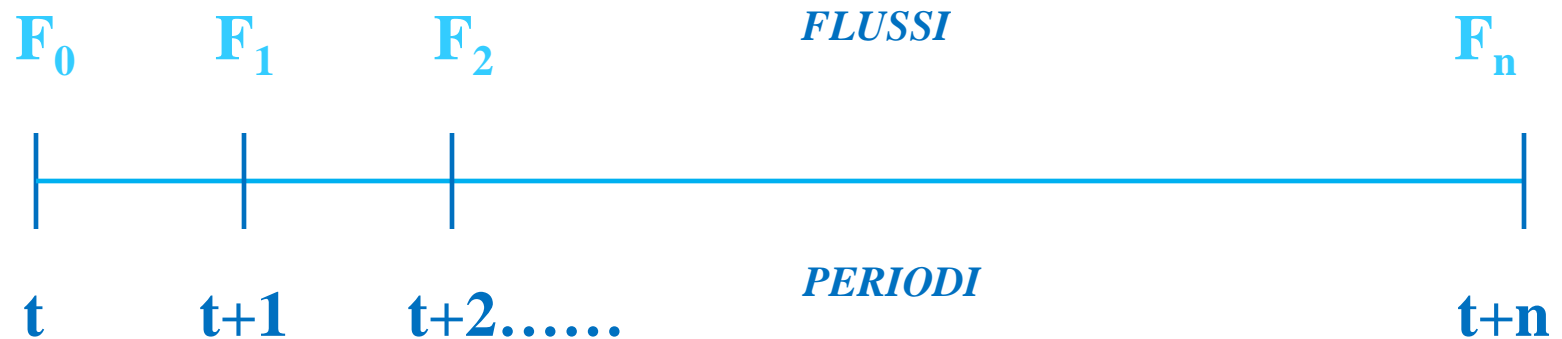 F₀ F₁ F₂ FLUSSI Fₙ
PERIODI
t t+1 t+2...... t+n